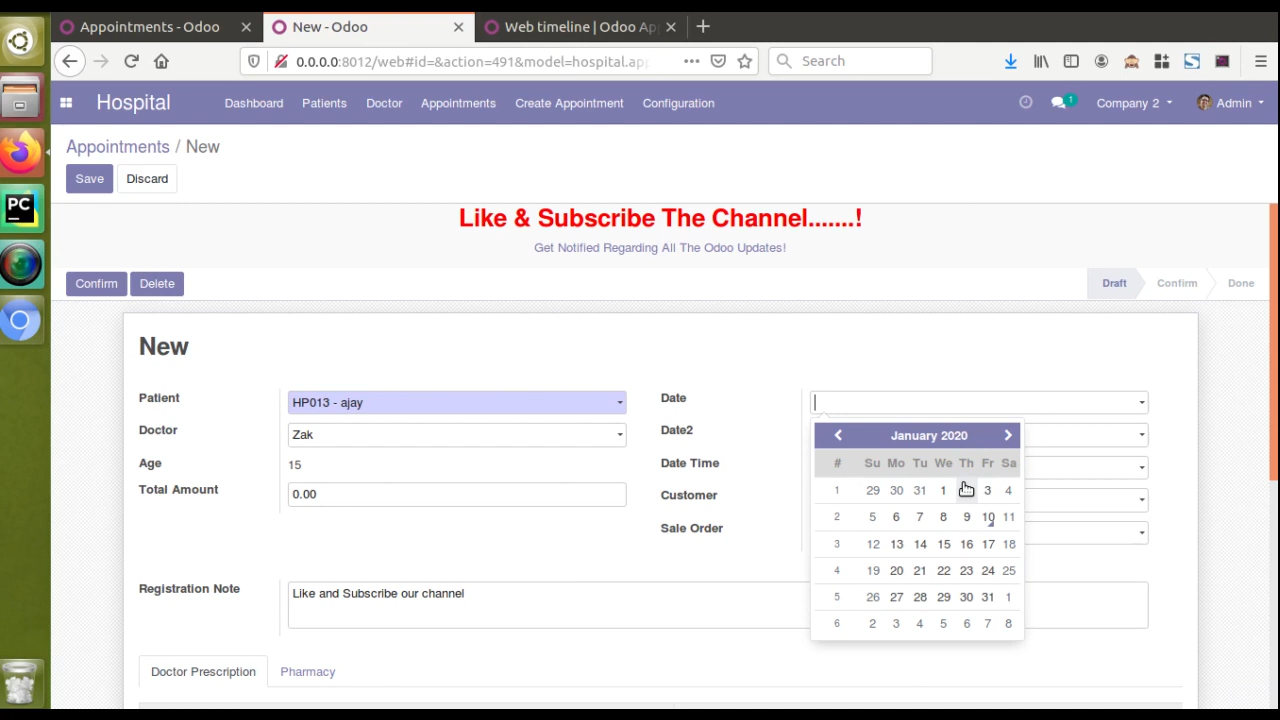 Appointments - Odoo
New - Odoo
Web timeline | Odoo Ap
0.0.0.0:8012/web#id=&action=491&model=hospital.app
Search
Hospital
Dashboard
Patients
Doctor
Appointments
Create Appointment
Configuration
1
Company 2
Admin
Appointments / New
Save
Discard
Like & Subscribe The Channel.......!
Get Notified Regarding All The Odoo Updates!
Confirm
Delete
Draft
Confirm
Done
New
Patient
HP013 - ajay
Doctor
Zak
Age
15
Total Amount
0.00
Date
Date2
Date Time
Customer
Sale Order
January 2020
# Su Mo Tu We Th Fr Sa
1 29 30 31 1 3 4
2 5 6 7 8 9 10 11
3 12 13 14 15 16 17 18
4 19 20 21 22 23 24 25
5 26 27 28 29 30 31 1
6 2 3 4 5 6 7 8
Registration Note
Like and Subscribe our channel
Doctor Prescription
Pharmacy
PC